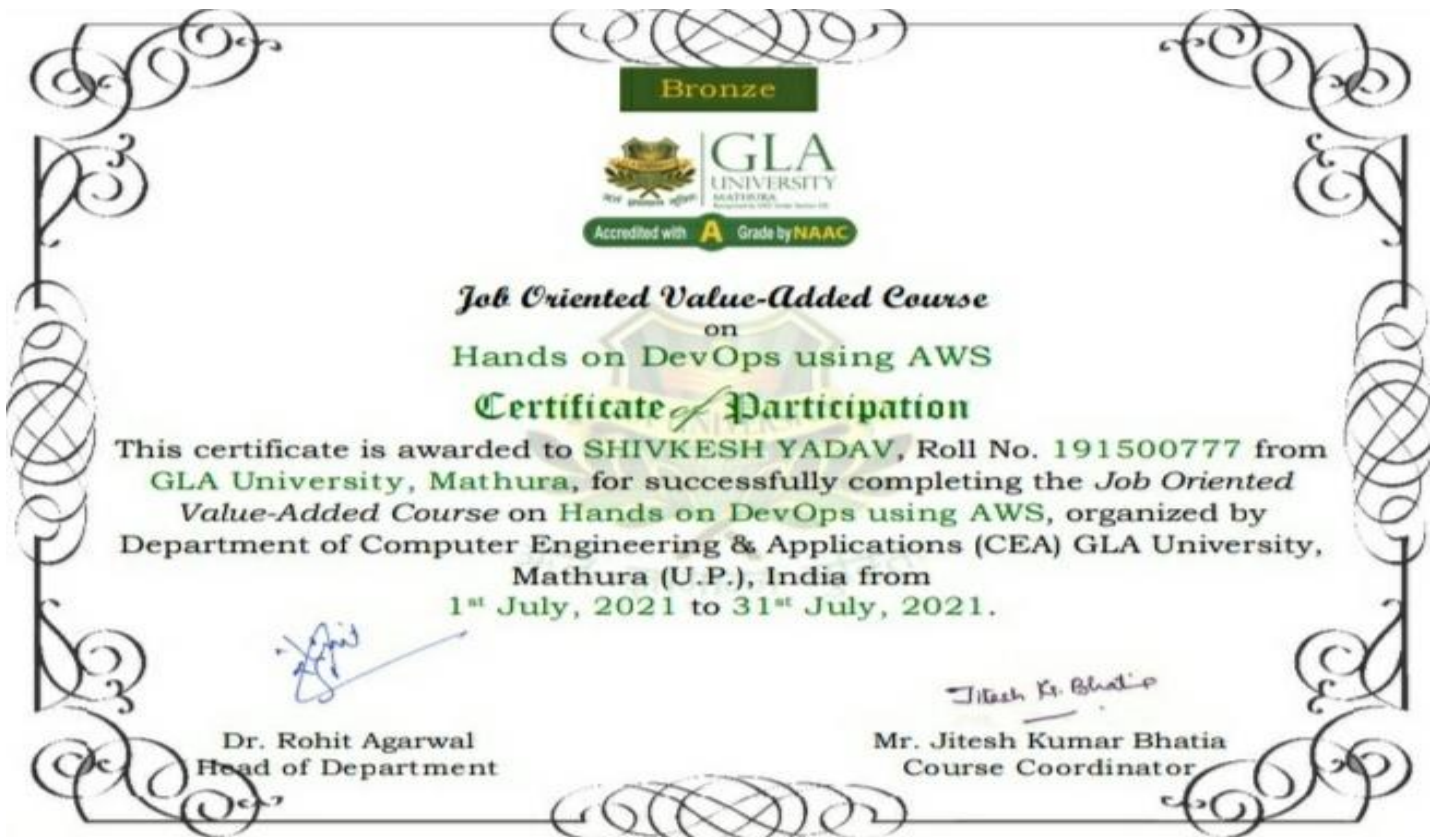 Bronze
GLA
UNIVERSITY
MATHURA
Accredited with A Grade by NAAC
Job Oriented Value-Added Course
on
Hands on DevOps using AWS
Certificate of Participation
This certificate is awarded to SHIVKESH YADAV, Roll No. 191500777 from
GLA University, Mathura, for successfully completing the Job Oriented
Value-Added Course on Hands on DevOps using AWS, organized by
Department of Computer Engineering & Applications (CEA) GLA University,
Mathura (U.P.), India from
1st July, 2021 to 31st July, 2021.
Jitesh Kr. Bhatia
Dr. Rohit Agarwal
Head of Department
Mr. Jitesh Kumar Bhatia
Course Coordinator